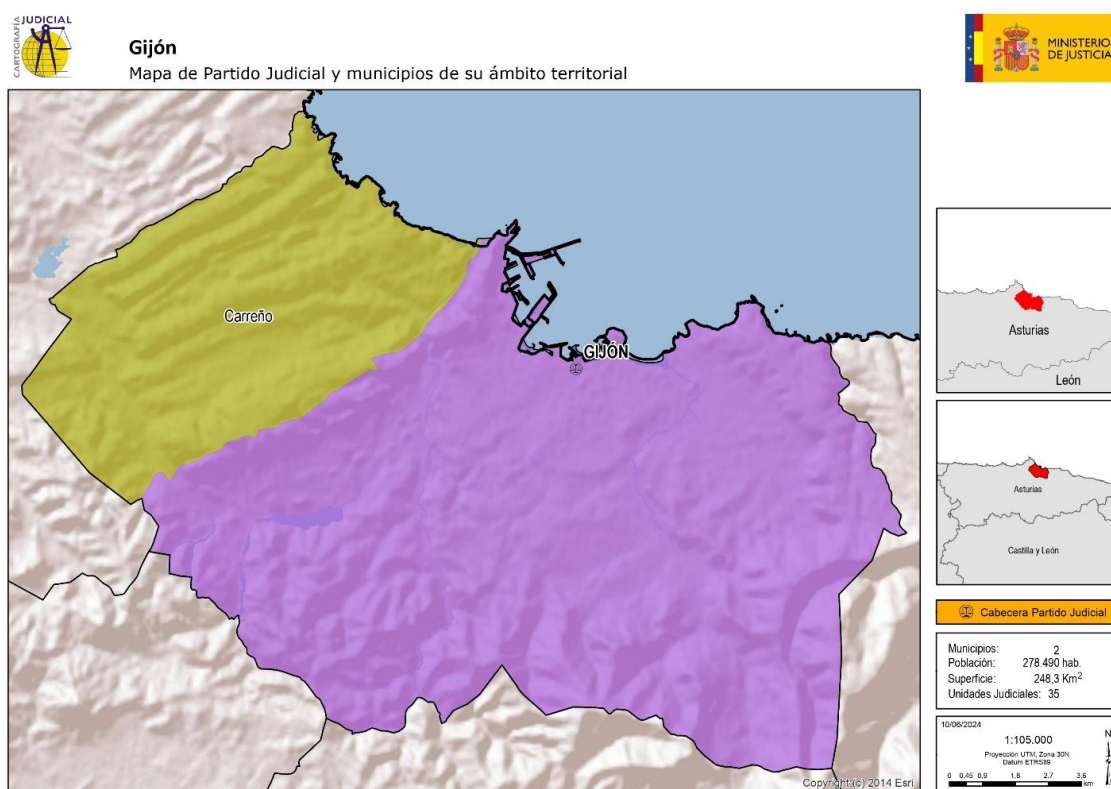 CARTOGRAFÍA
JUDICIAL
Gijón
Mapa de Partido Judicial y municipios de su ámbito territorial
MINISTERIO
DE JUSTICIA
Carreño
GIJÓN
Copyright:(c) 2014 Esri
Asturias
León
Asturias
Castilla y León
Cabecera Partido Judicial
Municipios: 2
Población: 278.490 hab.
Superficie: 248,3 Km²
Unidades Judiciales: 35
10/06/2024
1:105.000
Proyección UTM, Zona 30N
Datum ETRS89
N
0 0,45 0,9 1,8 2,7 3,6
km